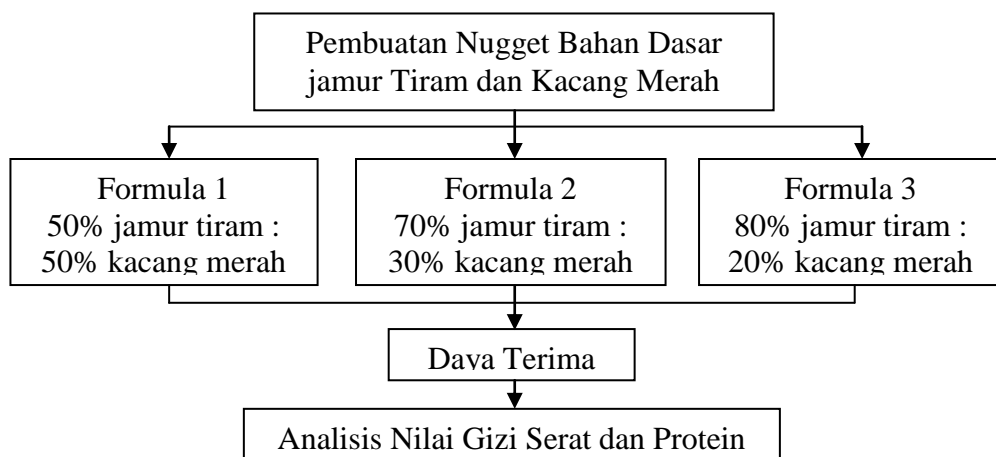 Pembuatan Nugget Bahan Dasar
jamur Tiram dan Kacang Merah
Formula 1
50% jamur tiram :
50% kacang merah
Formula 2
70% jamur tiram :
30% kacang merah
Formula 3
80% jamur tiram :
20% kacang merah
Daya Terima
Analisis Nilai Gizi Serat dan Protein